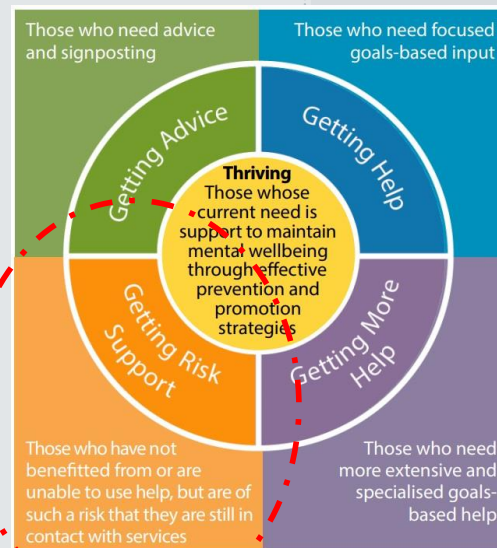 Those who need advice
and signposting
Those who need focused
goals-based input
Getting Advice
Getting Help
Thriving
Those whose
current need is
support to maintain
mental wellbeing
through effective
prevention and
promotion
strategies
Getting Risk
Support
Getting More
Help
Those who have not
benefitted from or are
unable to use help, but are of
such a risk that they are still in
contact with services
Those who need
more extensive and
specialised goals-
based help